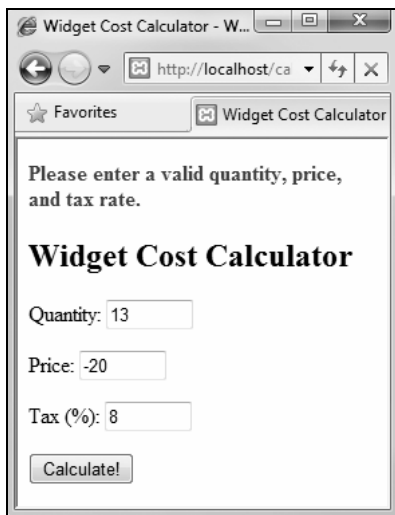 Widget Cost Calculator - W...
http://localhost/ca
Favorites
Widget Cost Calculator
Please enter a valid quantity, price,
and tax rate.
Widget Cost Calculator
Quantity: 13
Price: -20
Tax (%): 8
Calculate!